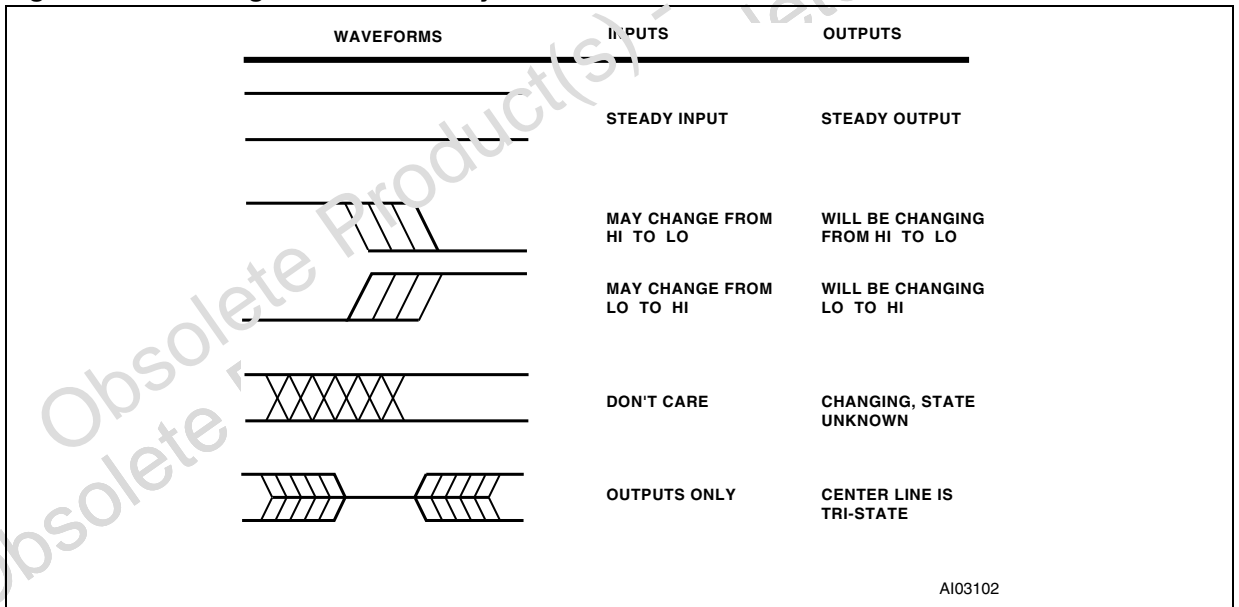 WAVEFORMS INPUTS OUTPUTS
STEADY INPUT STEADY OUTPUT
MAY CHANGE FROM HI TO LO WILL BE CHANGING FROM HI TO LO
MAY CHANGE FROM LO TO HI WILL BE CHANGING LO TO HI
DON'T CARE CHANGING, STATE UNKNOWN
OUTPUTS ONLY CENTER LINE IS TRI-STATE
AI03102
Obsolete Product(s) -
Obsolete